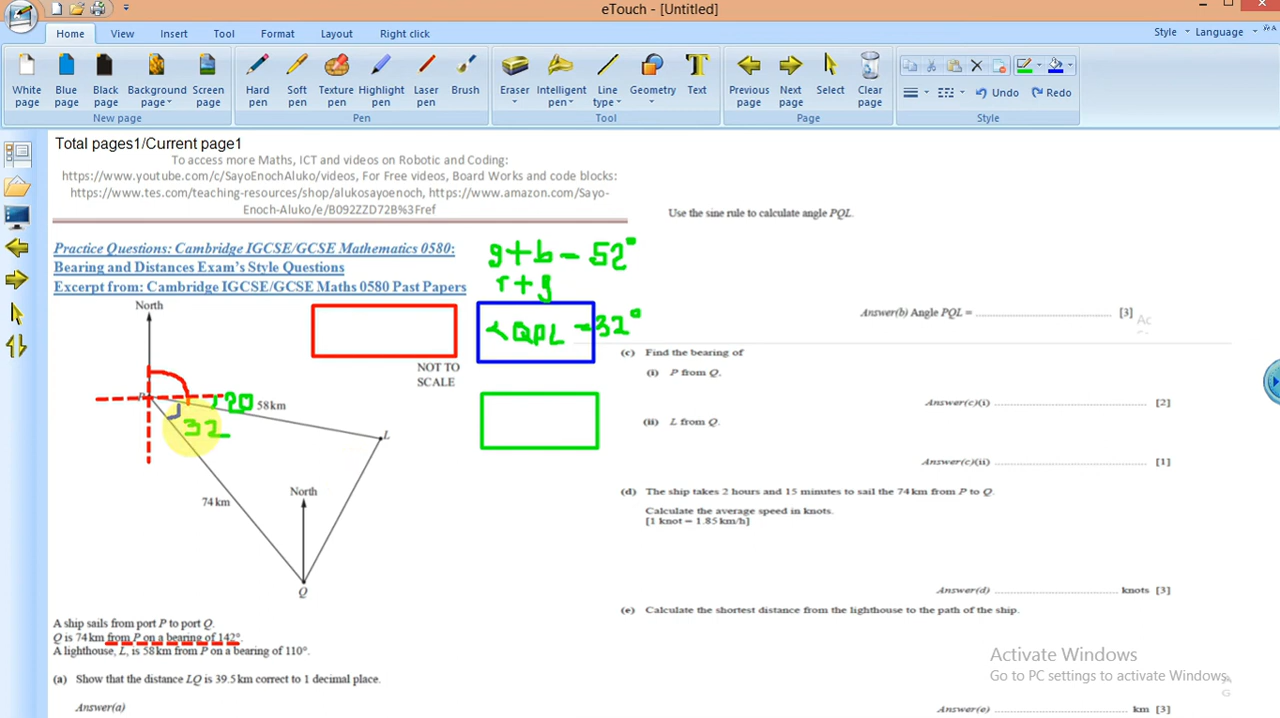 eTouch - [Untitled]
Home View Insert Tool Format Layout Right click
Style Language
White page Blue page Black page Background page Screen page
New page
Hard pen Soft pen Texture pen Highlight pen Laser pen Brush
Pen
Eraser Intelligent pen Line type Geometry Text
Tool
Previous page Next page Select Clear page
Page
Undo Redo
Style
Total pages1/Current page1
To access more Maths, ICT and videos on Robotic and Coding:
https://www.youtube.com/c/SayoEnochAluko/videos, For Free videos, Board Works and code blocks:
https://www.tes.com/teaching-resources/shop/alukosayoenoch, https://www.amazon.com/Sayo-
Enoch-Aluko/e/B092ZZD72B%3Fref
Practice Questions: Cambridge IGCSE/GCSE Mathematics 0580:
Bearing and Distances Exam's Style Questions
Excerpt from: Cambridge IGCSE/GCSE Maths 0580 Past Papers
g+b = 52°
r+g
<QPL = 32°
North
NOT TO
SCALE
20
58km
32
L
North
74km
Q
A ship sails from port P to port Q.
Q is 74km from P on a bearing of 142°.
A lighthouse, L, is 58km from P on a bearing of 110°.
(a) Show that the distance LQ is 39.5km correct to 1 decimal place.
Answer(a)
Use the sine rule to calculate angle PQL.
Answer(b) Angle PQL = [3]
(c) Find the bearing of
(i) P from Q.
Answer(c)(i) [2]
(ii) L from Q.
Answer(c)(ii) [1]
(d) The ship takes 2 hours and 15 minutes to sail the 74km from P to Q.
Calculate the average speed in knots.
[1 knot = 1.85km/h]
Answer(d) knots [3]
(e) Calculate the shortest distance from the lighthouse to the path of the ship.
Answer(e) km [3]
Activate Windows
Go to PC settings to activate Windows.